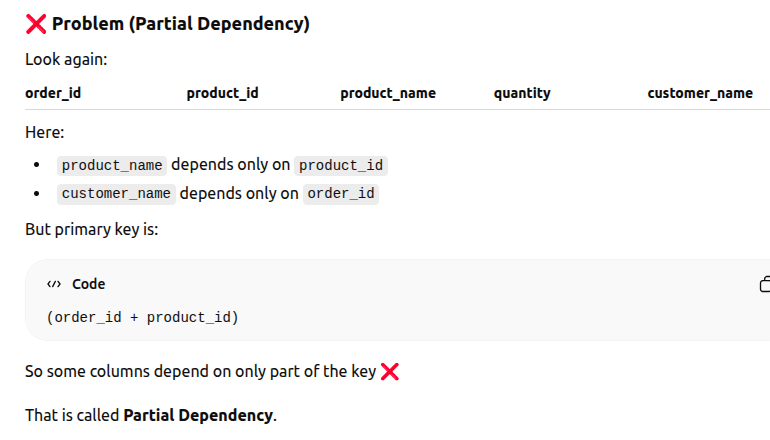 ❌ Problem (Partial Dependency)
Look again:
order_id product_id product_name quantity customer_name
Here:
• product_name depends only on product_id
• customer_name depends only on order_id
But primary key is:
</> Code
(order_id + product_id)
So some columns depend on only part of the key ❌
That is called Partial Dependency.